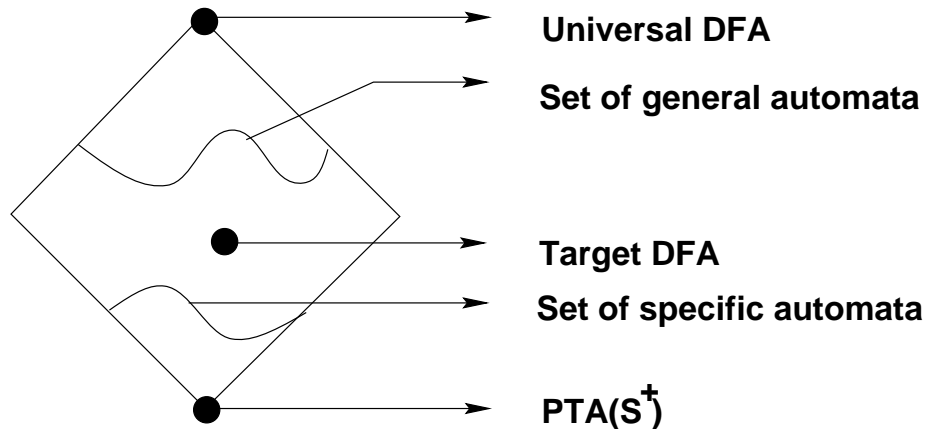 Universal DFA
Set of general automata
Target DFA
Set of specific automata
PTA(S⁺)